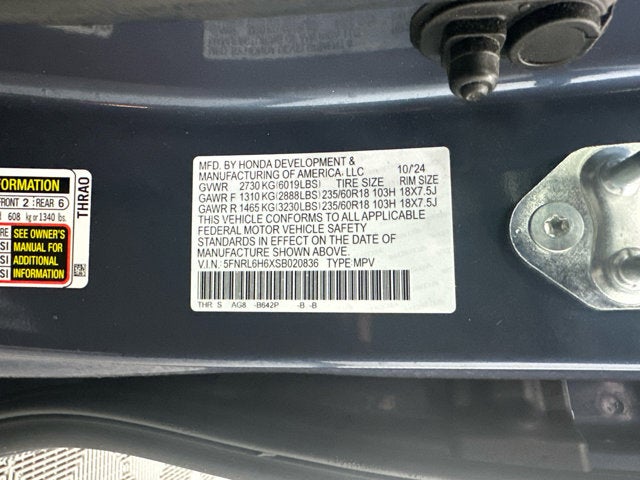 MFD. BY HONDA DEVELOPMENT &
MANUFACTURING OF AMERICA, LLC 10/'24
GVWR 2730 KG (6019LBS) TIRE SIZE RIM SIZE
GAWR F 1310 KG (2888LBS) 235/60R18 103H 18X7.5J
GAWR R 1465 KG (3230LBS) 235/60R18 103H 18X7.5J
THIS VEHICLE CONFORMS TO ALL APPLICABLE
FEDERAL MOTOR VEHICLE SAFETY
STANDARDS IN EFFECT ON THE DATE OF
MANUFACTURE SHOWN ABOVE.
V.I.N.: 5FNRL6H6XSB020836 TYPE MPV
THR S AG8 -B642P -B -B
FORMATION
FRONT 2 : REAR 6
608 kg or 1340 lbs.
SEE OWNER'S
MANUAL FOR
ADDITIONAL
INFORMATION
THRA0